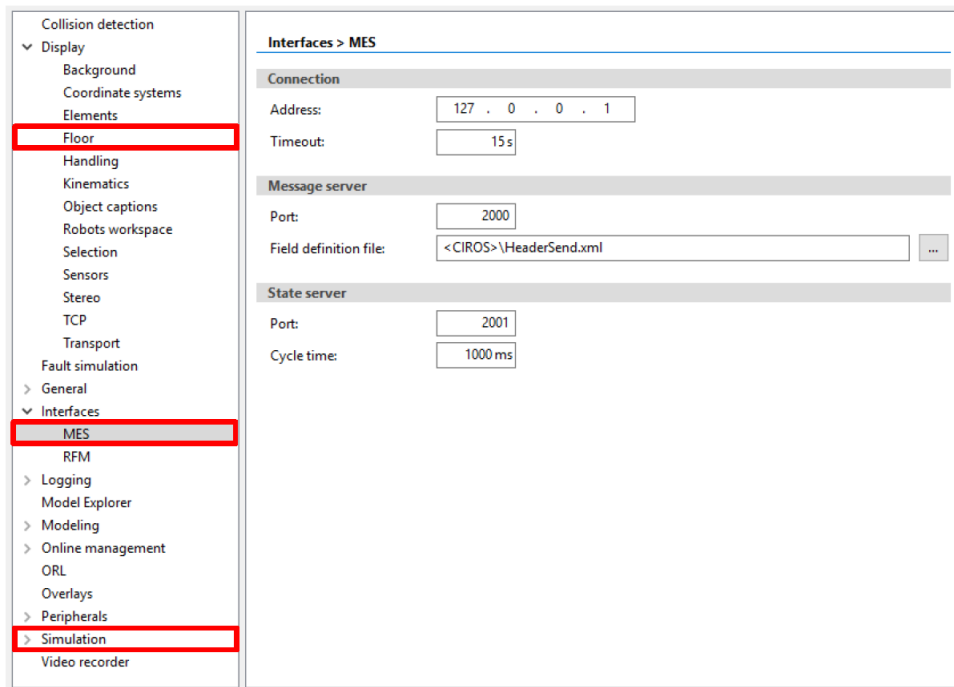 Collision detection
Display
Background
Coordinate systems
Elements
Floor
Handling
Kinematics
Object captions
Robots workspace
Selection
Sensors
Stereo
TCP
Transport
Fault simulation
General
Interfaces
MES
RFM
Logging
Model Explorer
Modeling
Online management
ORL
Overlays
Peripherals
Simulation
Video recorder
Interfaces > MES
Connection
Address: 127 . 0 . 0 . 1
Timeout: 15 s
Message server
Port: 2000
Field definition file: <CIROS>\HeaderSend.xml ...
State server
Port: 2001
Cycle time: 1000 ms